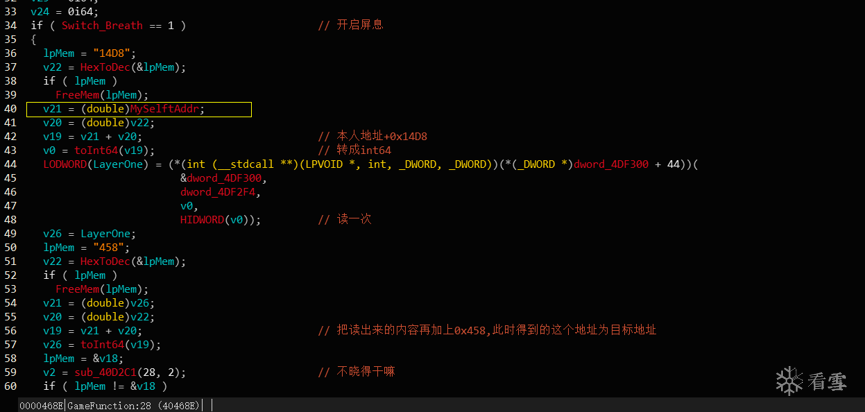 33 v24 = 0i64;
34 if ( Switch_Breath == 1 ) // 开启屏息
35 {
36 lpMem = "14D8";
37 v22 = HexToDec(&lpMem);
38 if ( lpMem )
39 FreeMem(lpMem);
40 v21 = (double)MySelftAddr;
41 v20 = (double)v22;
42 v19 = v21 + v20; // 本人地址+0x14D8
43 v0 = toInt64(v19); // 转成int64
44 LODWORD(LayerOne) = (*(int (__stdcall **)(LPVOID *, int, _DWORD, _DWORD))(*(_DWORD *)dword_4DF300 + 44))(
45 &dword_4DF300,
46 dword_4DF2F4,
47 v0,
48 HIDWORD(v0)); // 读一次
49 v26 = LayerOne;
50 lpMem = "458";
51 v22 = HexToDec(&lpMem);
52 if ( lpMem )
53 FreeMem(lpMem);
54 v21 = (double)v26;
55 v20 = (double)v22;
56 v19 = v21 + v20; // 把读出来的内容再加上0x458,此时得到的这个地址为目标地址
57 v26 = toInt64(v19);
58 lpMem = &v18;
59 v2 = sub_40D2C1(28, 2); // 不晓得干嘛
60 if ( lpMem != &v18 )
看雪
0000468E GameFunction:28 (40468E)